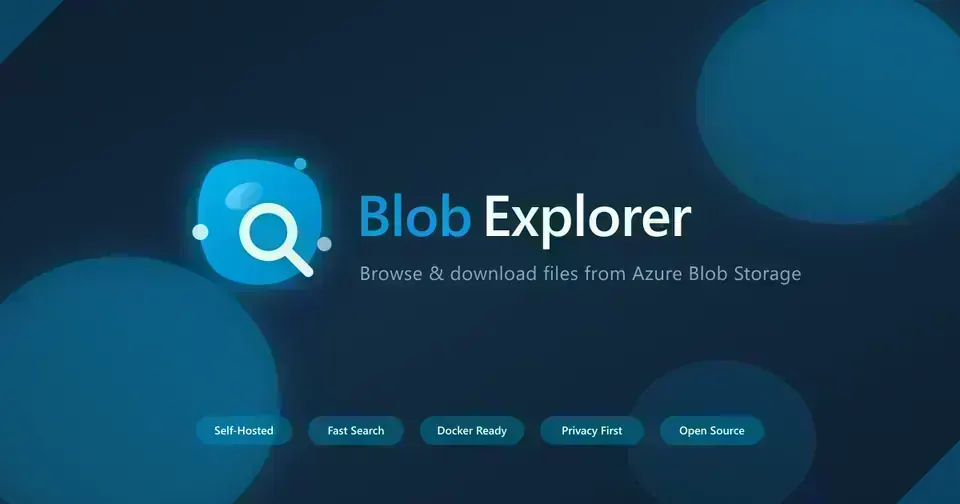 Blob Explorer
Browse & download files from Azure Blob Storage
Self-Hosted
Fast Search
Docker Ready
Privacy First
Open Source